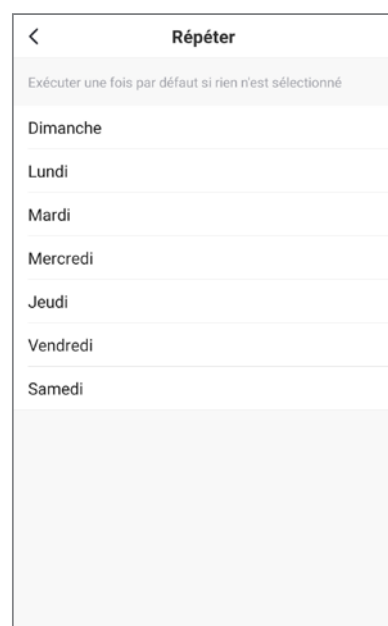 Répéter
Exécuter une fois par défaut si rien n'est sélectionné
Dimanche
Lundi
Mardi
Mercredi
Jeudi
Vendredi
Samedi